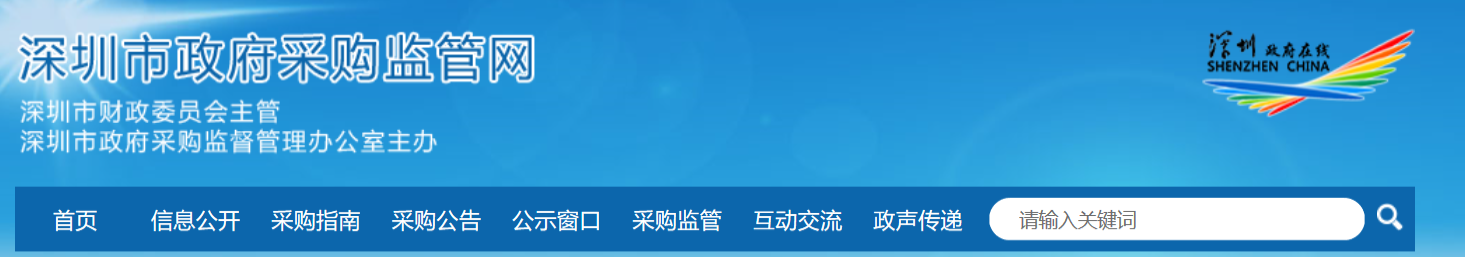 深圳市政府采购监管网
深圳市财政委员会主管
深圳市政府采购监督管理办公室主办
深圳 政府在线
SHENZHEN CHINA
首页 信息公开 采购指南 采购公告 公示窗口 采购监管 互动交流 政声传递 请输入关键词